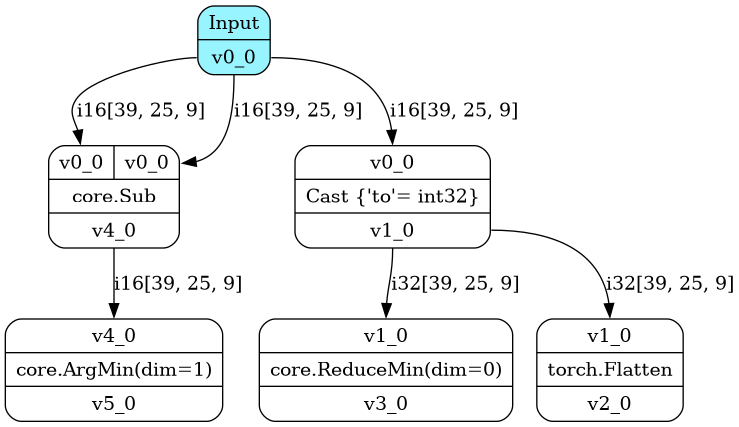 Input
v0_0
i16[39, 25, 9]
i16[39, 25, 9]
i16[39, 25, 9]
v0_0 v0_0
core.Sub
v4_0
v0_0
Cast {'to'= int32}
v1_0
i16[39, 25, 9]
i32[39, 25, 9]
i32[39, 25, 9]
v4_0
core.ArgMin(dim=1)
v5_0
v1_0
core.ReduceMin(dim=0)
v3_0
v1_0
torch.Flatten
v2_0